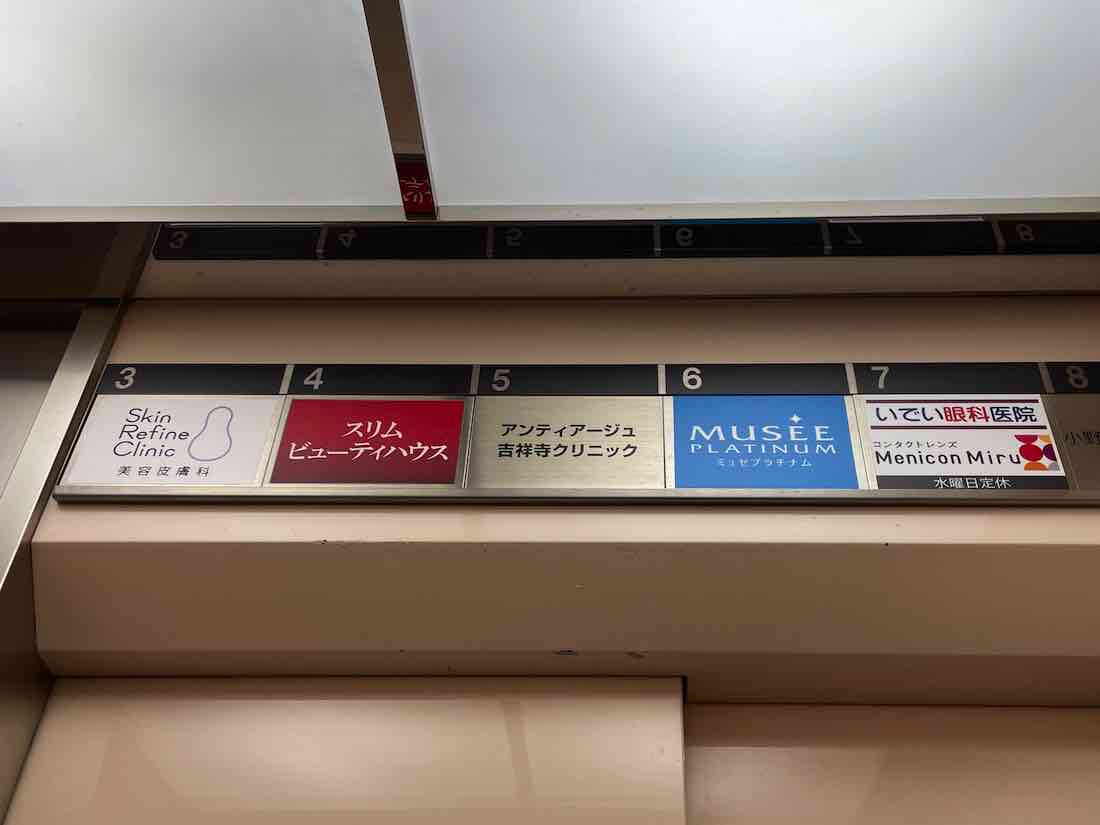 3
4
5
6
7
8
Skin
Refine
Clinic
美容皮膚科
スリム
ビューティハウス
アンティアージュ
吉祥寺クリニック
MUSÉE
PLATINUM
ミュゼプラチナム
いでい眼科医院
コンタクトレンズ
Menicon Miru
水曜日定休
小